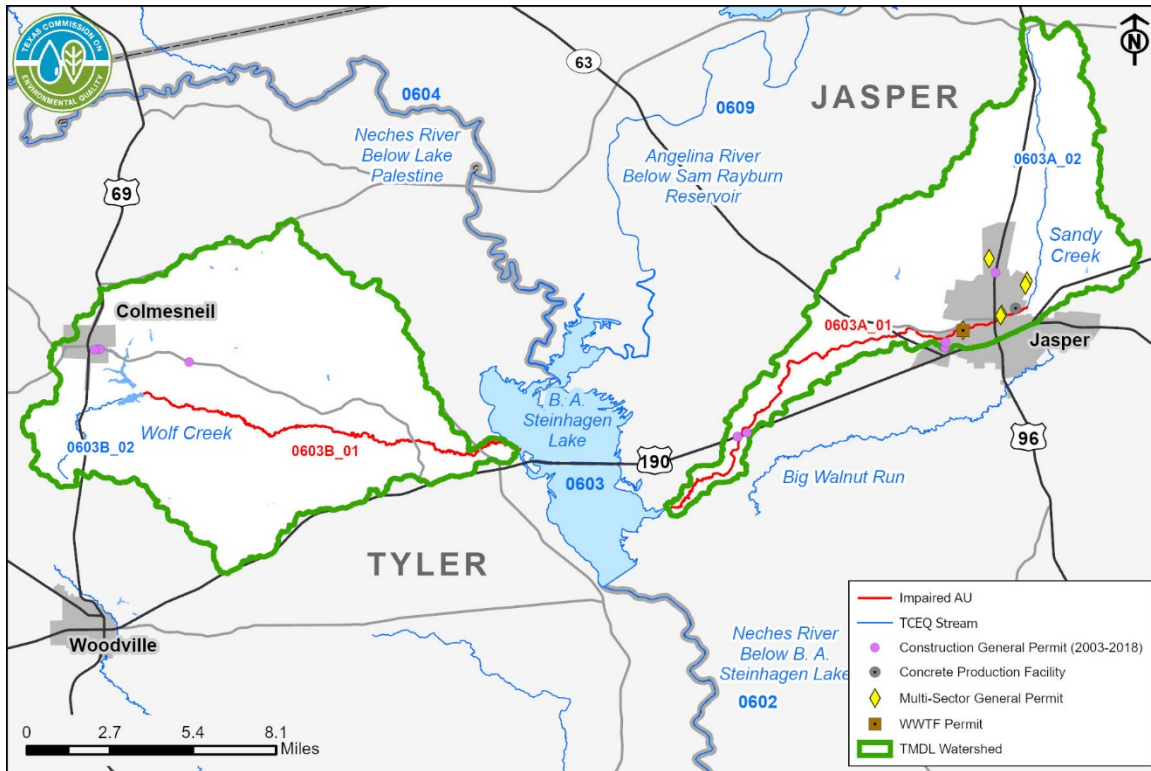 TEXAS COMMISSION ON
ENVIRONMENTAL QUALITY
N
63
0604
0609
JASPER
Neches River
Below Lake
Palestine
Angelina River
Below Sam Rayburn
Reservoir
0603A_02
69
Sandy
Creek
Colmesneil
0603A_01
Jasper
B. A.
Steinhagen
Lake
Wolf Creek
0603B_02
0603B_01
190
96
0603
Big Walnut Run
TYLER
Woodville
Neches River
Below B. A.
Steinhagen Lake
0602
Impaired AU
TCEQ Stream
Construction General Permit (2003-2018)
Concrete Production Facility
Multi-Sector General Permit
WWTF Permit
TMDL Watershed
0 2.7 5.4 8.1
Miles